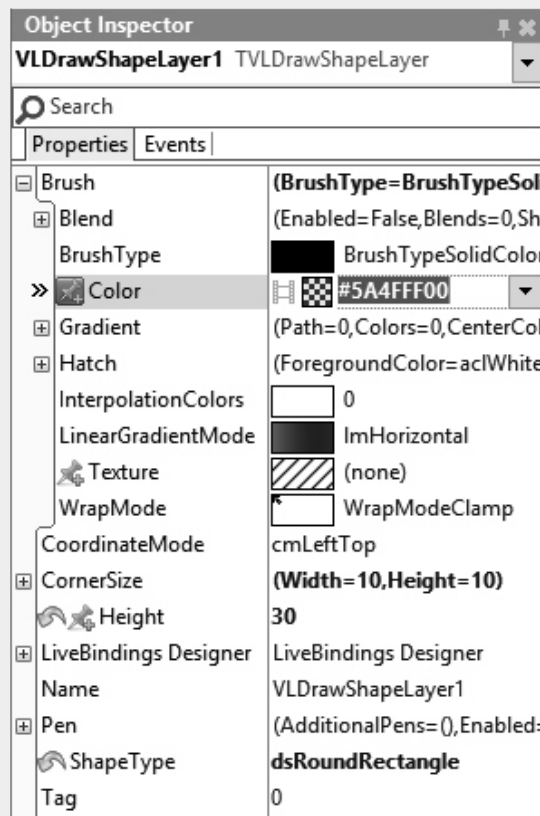 Object Inspector
VLDrawShapeLayer1 TVLDrawShapeLayer
Search
Properties Events
Brush (BrushType=BrushTypeSoli
Blend (Enabled=False,Blends=0,Sh
BrushType BrushTypeSolidColor
Color #5A4FFF00
Gradient (Path=0,Colors=0,CenterCol
Hatch (ForegroundColor=aclWhite
InterpolationColors 0
LinearGradientMode lmHorizontal
Texture (none)
WrapMode WrapModeClamp
CoordinateMode cmLeftTop
CornerSize (Width=10,Height=10)
Height 30
LiveBindings Designer LiveBindings Designer
Name VLDrawShapeLayer1
Pen (AdditionalPens=(),Enabled=
ShapeType dsRoundRectangle
Tag 0